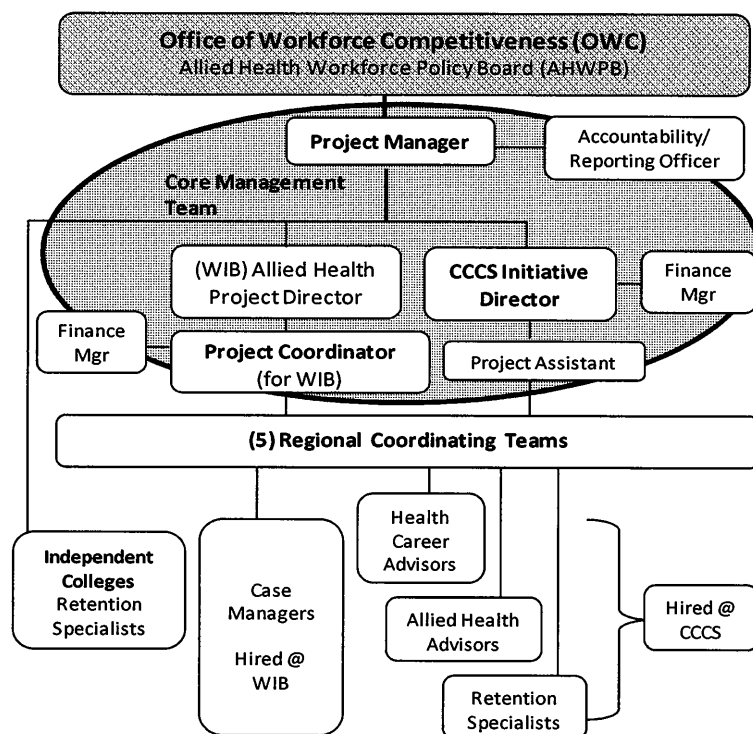 Office of Workforce Competitiveness (OWC)
Allied Health Workforce Policy Board (AHWPB)
Project Manager
Accountability/
Reporting Officer
Core Management
Team
(WIB) Allied Health
Project Director
CCCS Initiative
Director
Finance
Mgr
Finance
Mgr
Project Coordinator
(for WIB)
Project Assistant
(5) Regional Coordinating Teams
Independent
Colleges
Retention
Specialists
Case
Managers
Hired @
WIB
Health
Career
Advisors
Allied Health
Advisors
Retention
Specialists
Hired @
CCCS